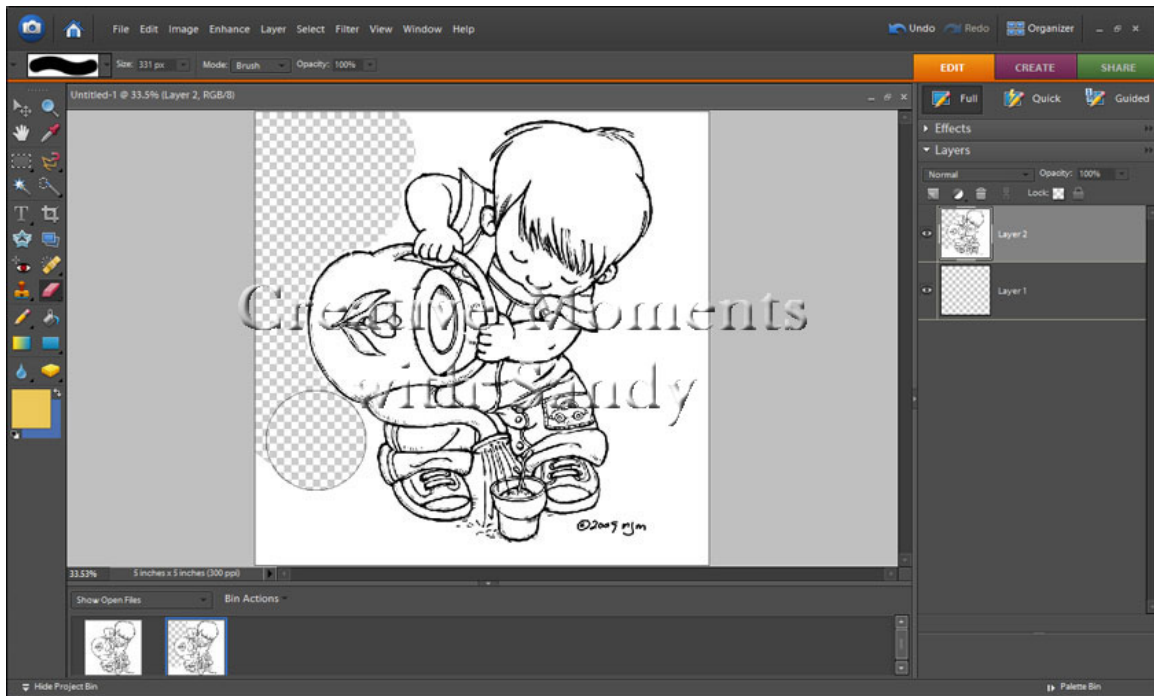 File Edit Image Enhance Layer Select Filter View Window Help
Undo Redo Organizer
Size: 331 px Mode: Brush Opacity: 100%
EDIT CREATE SHARE
Untitled-1 @ 33.5% (Layer 2, RGB/8)
Full Quick Guided
Effects
Layers
Normal Opacity: 100%
Lock:
Layer 2
Layer 1
T
Creative Moments
with Sandy
©2009 mjm
33.53% 5 inches x 5 inches (300 ppi)
Show Open Files Bin Actions
Hide Project Bin Palette Bin